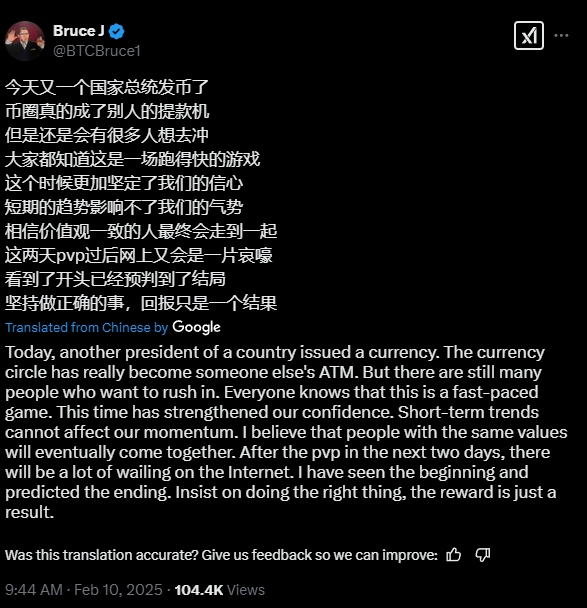 Bruce J
@BTCBruce1
今天又一个国家总统发币了
币圈真的成了别人的提款机
但是还是会有很多人想去冲
大家都知道这是一场跑得快的游戏
这个时候更加坚定了我们的信心
短期的趋势影响不了我们的气势
相信价值观一致的人最终会走到一起
这两天pvp过后网上又会是一片哀嚎
看到了开头已经预判到了结局
坚持做正确的事，回报只是一个结果
Translated from Chinese by Google
Today, another president of a country issued a currency. The currency
circle has really become someone else's ATM. But there are still many
people who want to rush in. Everyone knows that this is a fast-paced
game. This time has strengthened our confidence. Short-term trends
cannot affect our momentum. I believe that people with the same values
will eventually come together. After the pvp in the next two days, there
will be a lot of wailing on the Internet. I have seen the beginning and
predicted the ending. Insist on doing the right thing, the reward is just a
result.
Was this translation accurate? Give us feedback so we can improve:
9:44 AM · Feb 10, 2025 · 104.4K Views